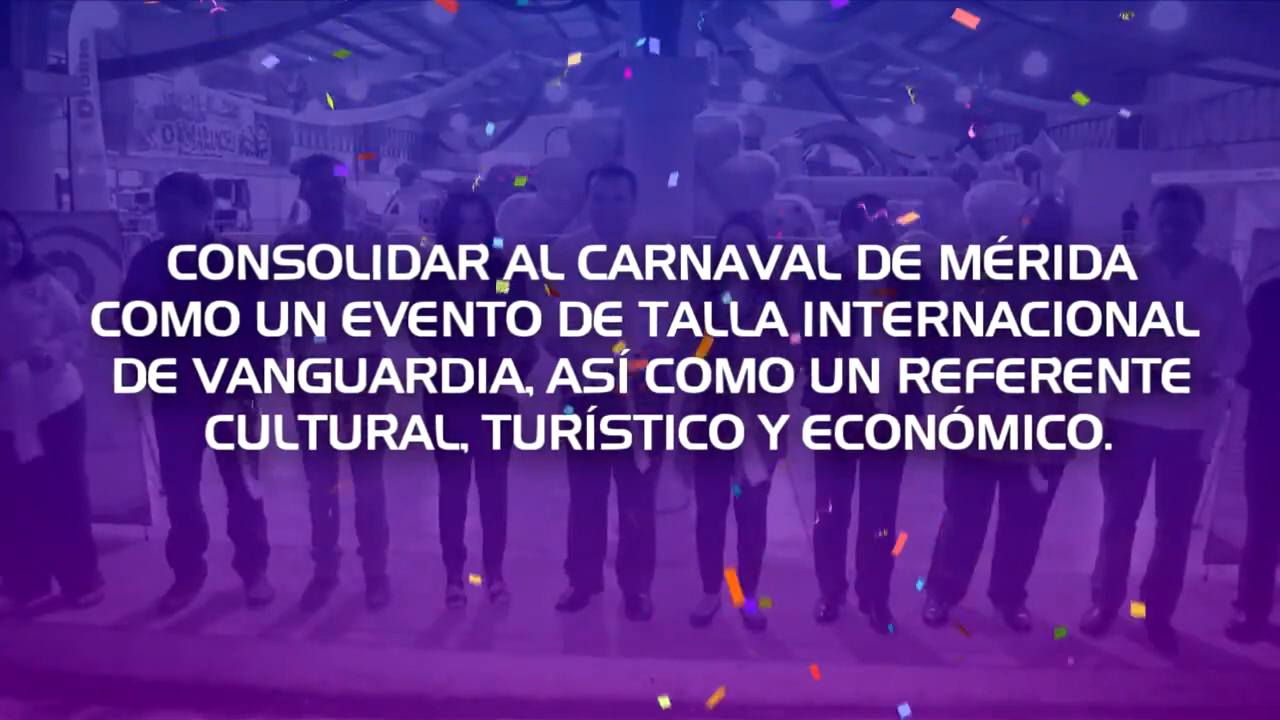 CONSOLIDAR AL CARNAVAL DE MÉRIDA
COMO UN EVENTO DE TALLA INTERNACIONAL
DE VANGUARDIA, ASÍ COMO UN REFERENTE
CULTURAL, TURÍSTICO Y ECONÓMICO.